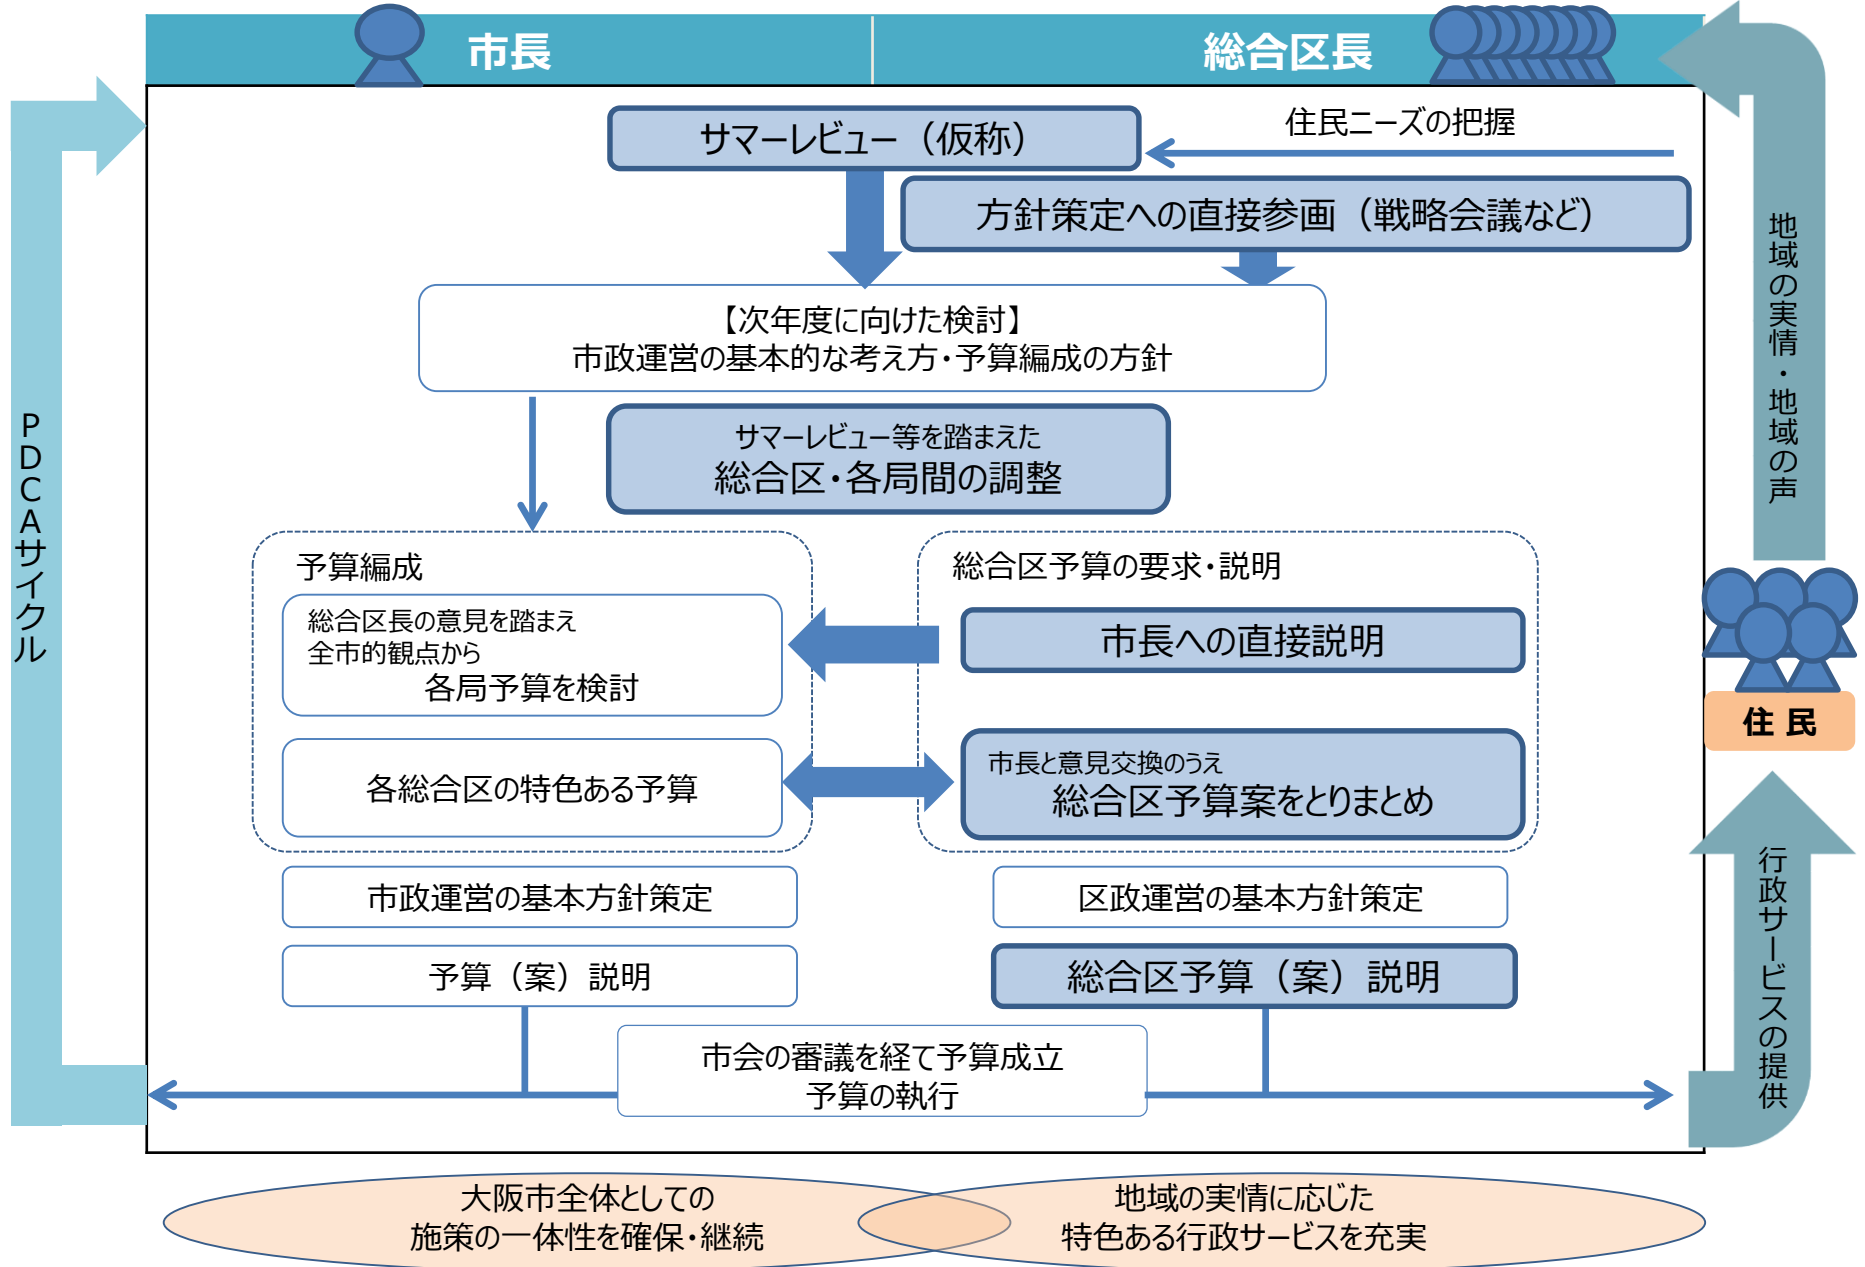 市長
総合区長
サマーレビュー（仮称）
住民ニーズの把握
方針策定への直接参画（戦略会議など）
【次年度に向けた検討】
市政運営の基本的な考え方・予算編成の方針
サマーレビュー等を踏まえた
総合区・各局間の調整
予算編成
総合区長の意見を踏まえ
全市的観点から
各局予算を検討
各総合区の特色ある予算
総合区予算の要求・説明
市長への直接説明
市長と意見交換のうえ
総合区予算案をとりまとめ
市政運営の基本方針策定
区政運営の基本方針策定
予算（案）説明
総合区予算（案）説明
市会の審議を経て予算成立
予算の執行
PDCAサイクル
地域の実情・地域の声
住 民
行政サービスの提供
大阪市全体としての
施策の一体性を確保・継続
地域の実情に応じた
特色ある行政サービスを充実